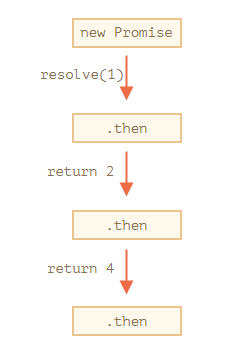 new Promise
resolve(1)
.then
return 2
.then
return 4
.then